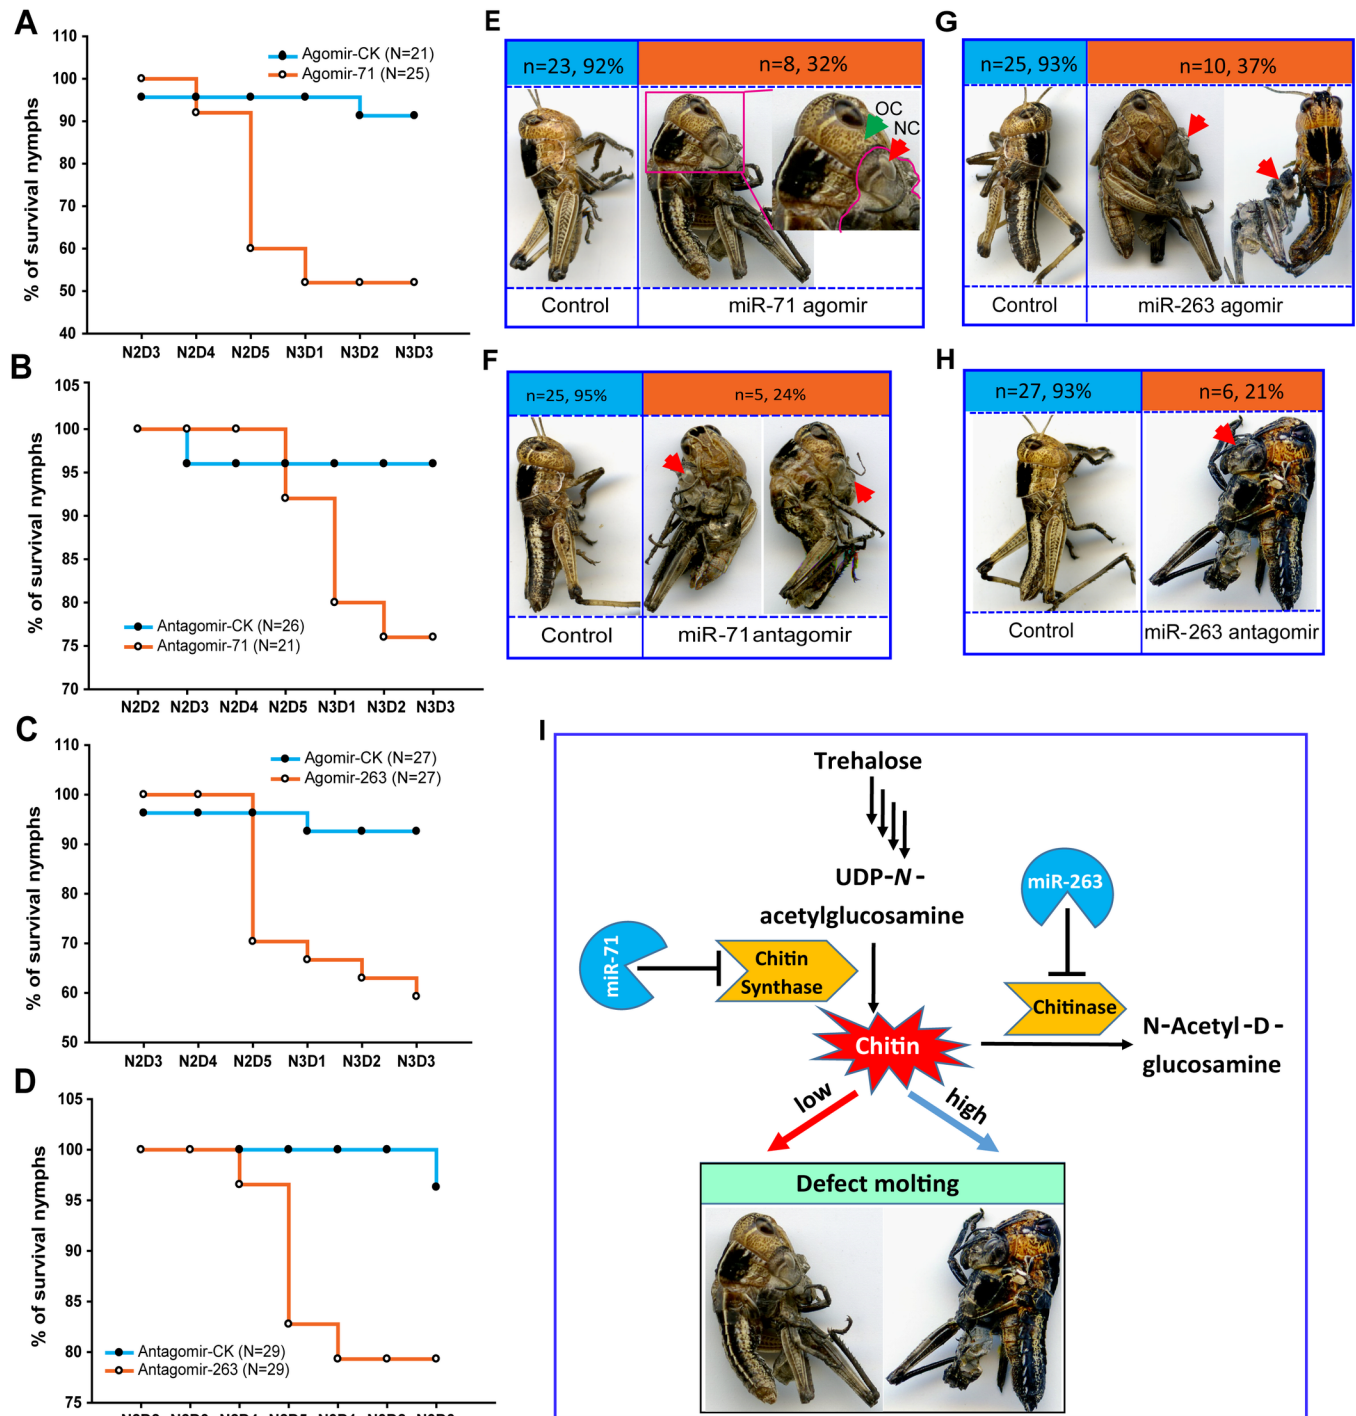 A
110
100
90
80
70
60
50
40
% of survival nymphs
Agomir-CK (N=21)
Agomir-71 (N=25)
N2D3 N2D4 N2D5 N3D1 N3D2 N3D3
B
105
100
95
90
85
80
75
70
% of survival nymphs
Antagomir-CK (N=26)
Antagomir-71 (N=21)
N2D2 N2D3 N2D4 N2D5 N3D1 N3D2 N3D3
C
110
100
90
80
70
60
50
% of survival nymphs
Agomir-CK (N=27)
Agomir-263 (N=27)
N2D3 N2D4 N2D5 N3D1 N3D2 N3D3
D
105
100
95
90
85
80
75
% of survival nymphs
Antagomir-CK (N=29)
Antagomir-263 (N=29)
E
n=23, 92% n=8, 32%
OC
NC
Control miR-71 agomir
F
n=25, 95% n=5, 24%
Control miR-71 antagomir
G
n=25, 93% n=10, 37%
Control miR-263 agomir
H
n=27, 93% n=6, 21%
Control miR-263 antagomir
I
Trehalose
UDP-N-
acetylglucosamine
miR-71
Chitin
Synthase
miR-263
Chitinase
Chitin
N-Acetyl-D-
glucosamine
low
high
Defect molting